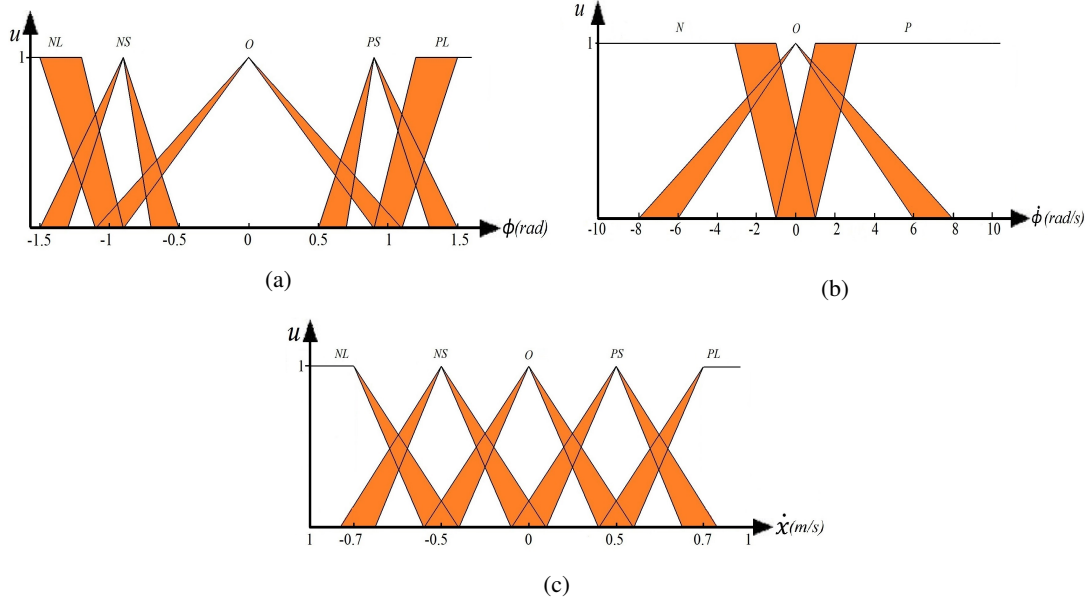 u
NL NS O PS PL
1
-1.5 -1 -0.5 0 0.5 1 1.5 ϕ(rad)
(a)
u
N O P
1
-10 -8 -6 -4 -2 0 2 4 6 8 10 ϕ̇(rad/s)
(b)
u
NL NS O PS PL
1
1 -0.7 -0.5 0 0.5 0.7 1 ẋ(m/s)
(c)